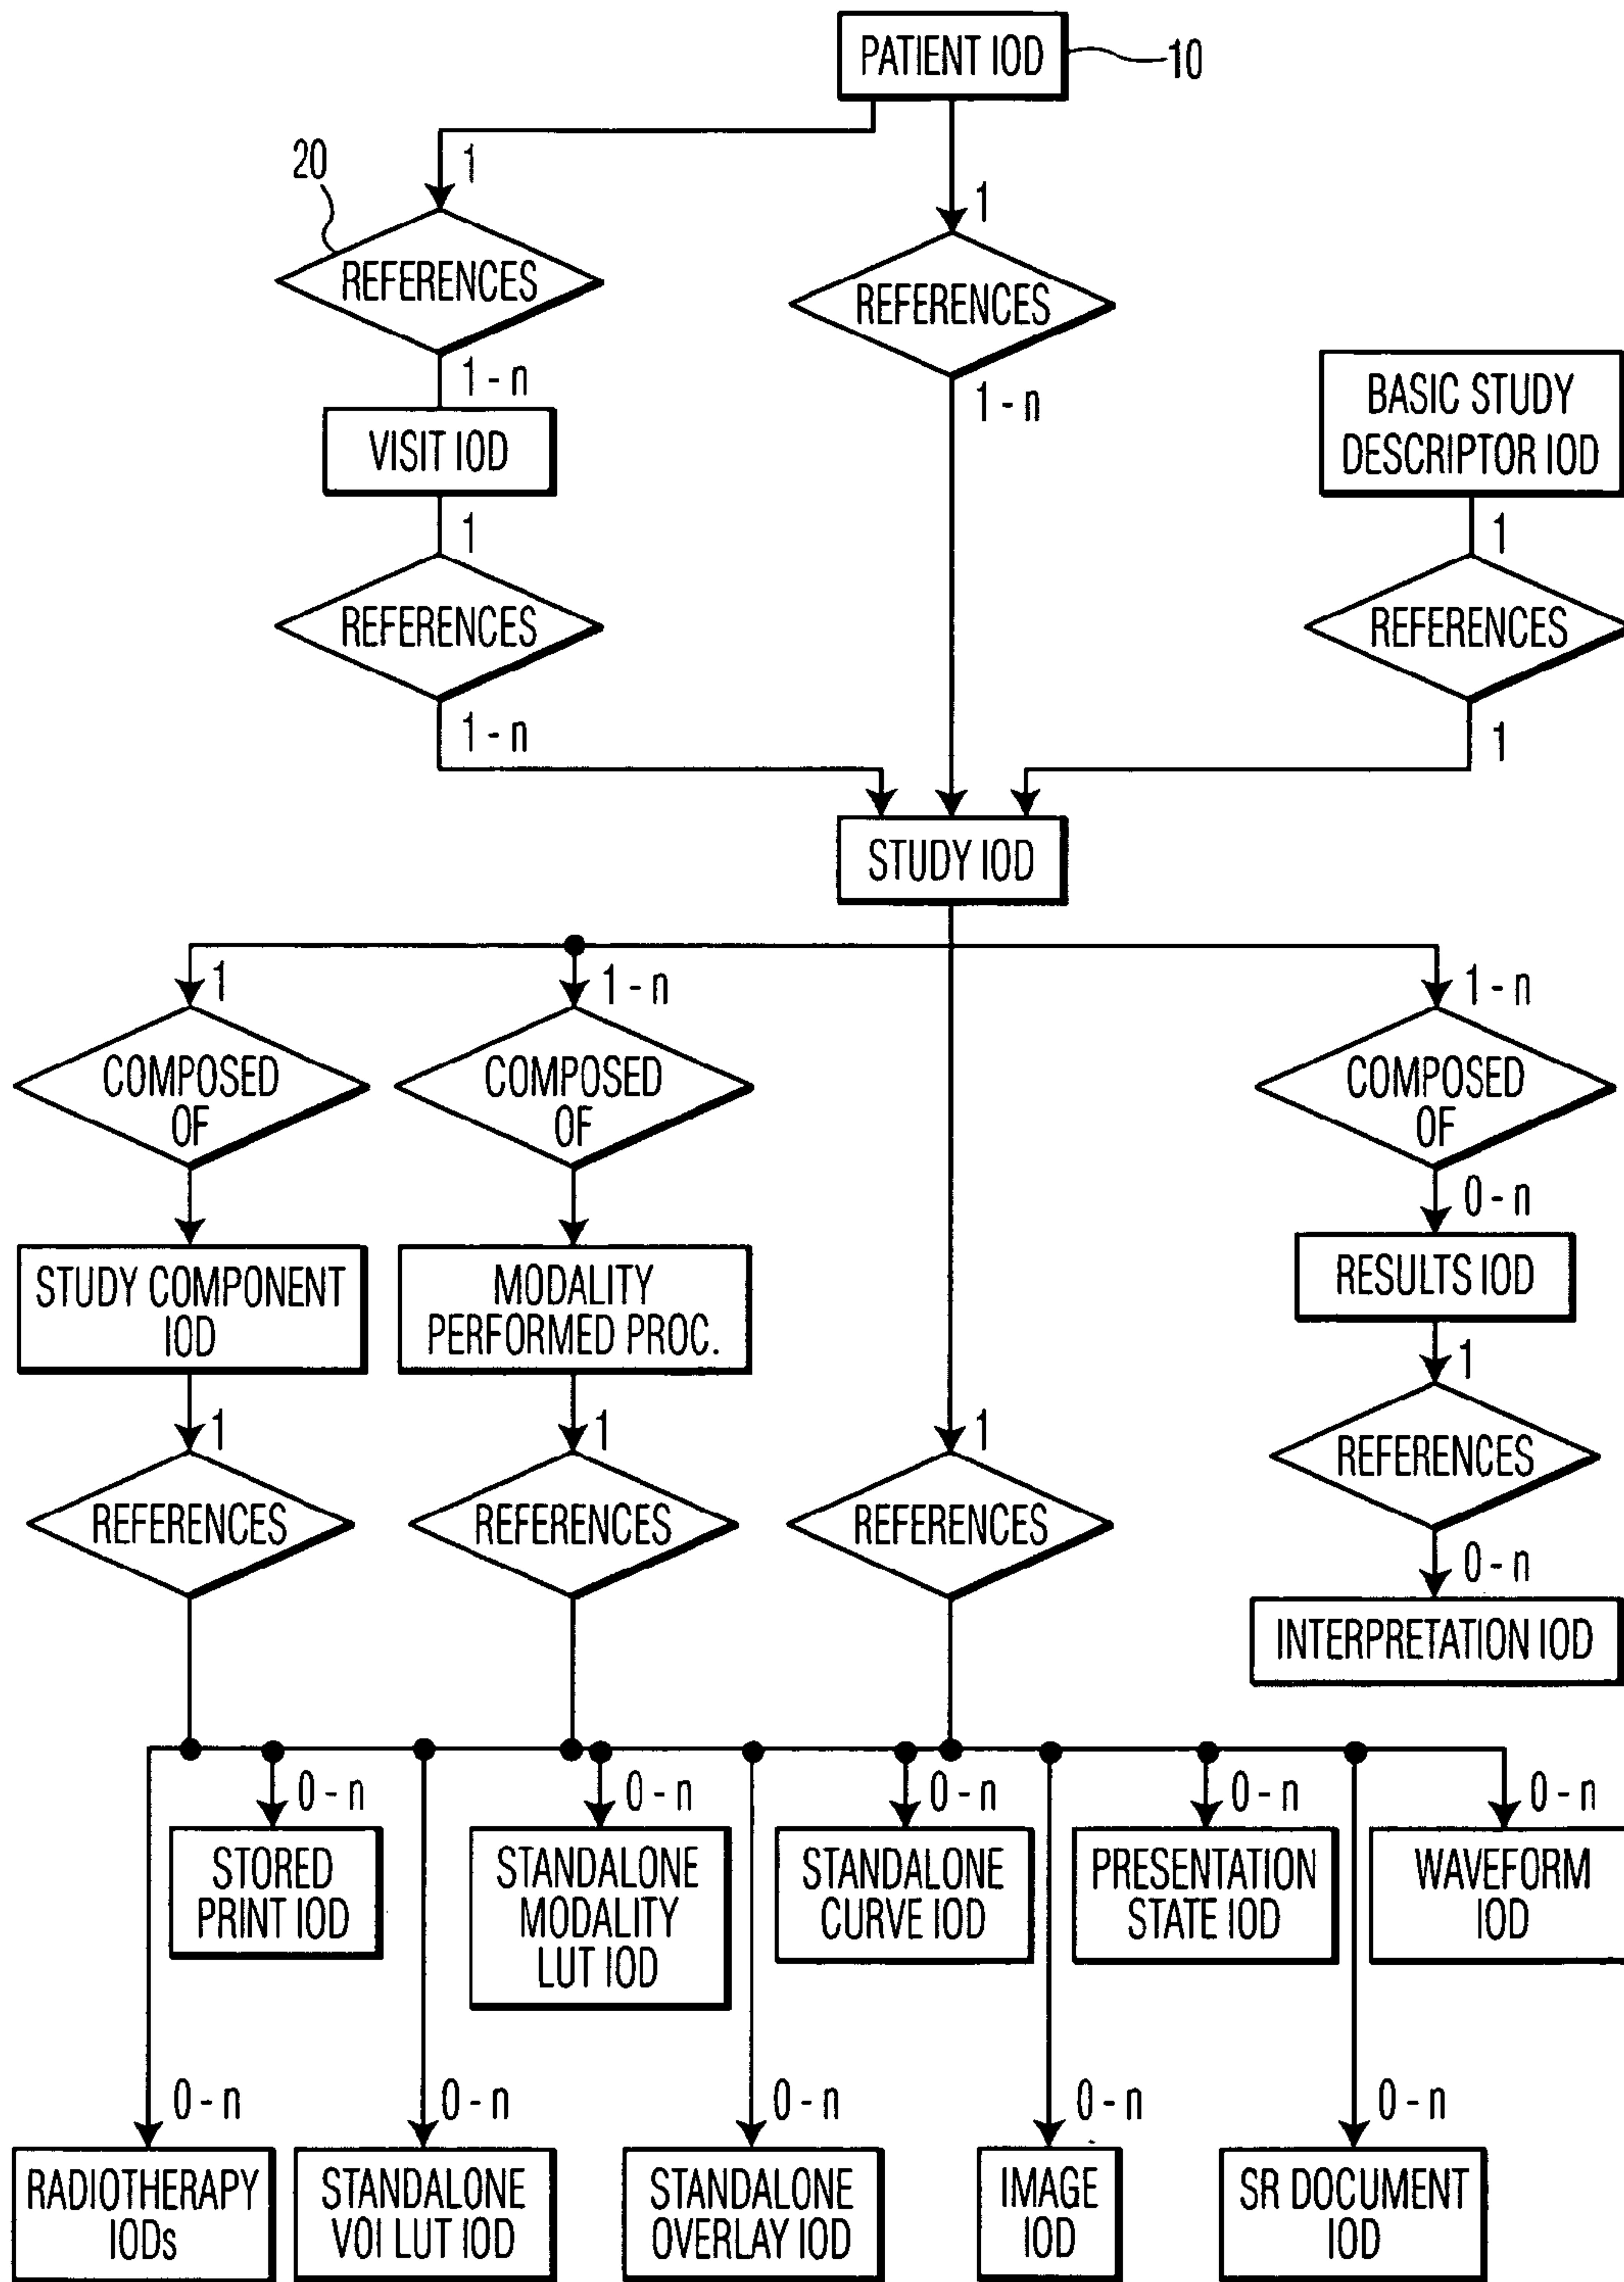 PATIENT IOD
10
20
1
1
REFERENCES
REFERENCES
1-n
1-n
VISIT IOD
BASIC STUDY
DESCRIPTOR IOD
1
1
REFERENCES
REFERENCES
1-n
1
STUDY IOD
1
1-n
1-n
COMPOSED
OF
COMPOSED
OF
COMPOSED
OF
0-n
STUDY COMPONENT
IOD
MODALITY
PERFORMED PROC.
RESULTS IOD
1
1
1
1
REFERENCES
REFERENCES
REFERENCES
REFERENCES
0-n
INTERPRETATION IOD
0-n
0-n
0-n
0-n
0-n
STORED
PRINT IOD
STANDALONE
MODALITY
LUT IOD
STANDALONE
CURVE IOD
PRESENTATION
STATE IOD
WAVEFORM
IOD
0-n
0-n
0-n
0-n
0-n
RADIOTHERAPY
IODs
STANDALONE
VOI LUT IOD
STANDALONE
OVERLAY IOD
IMAGE
IOD
SR DOCUMENT
IOD